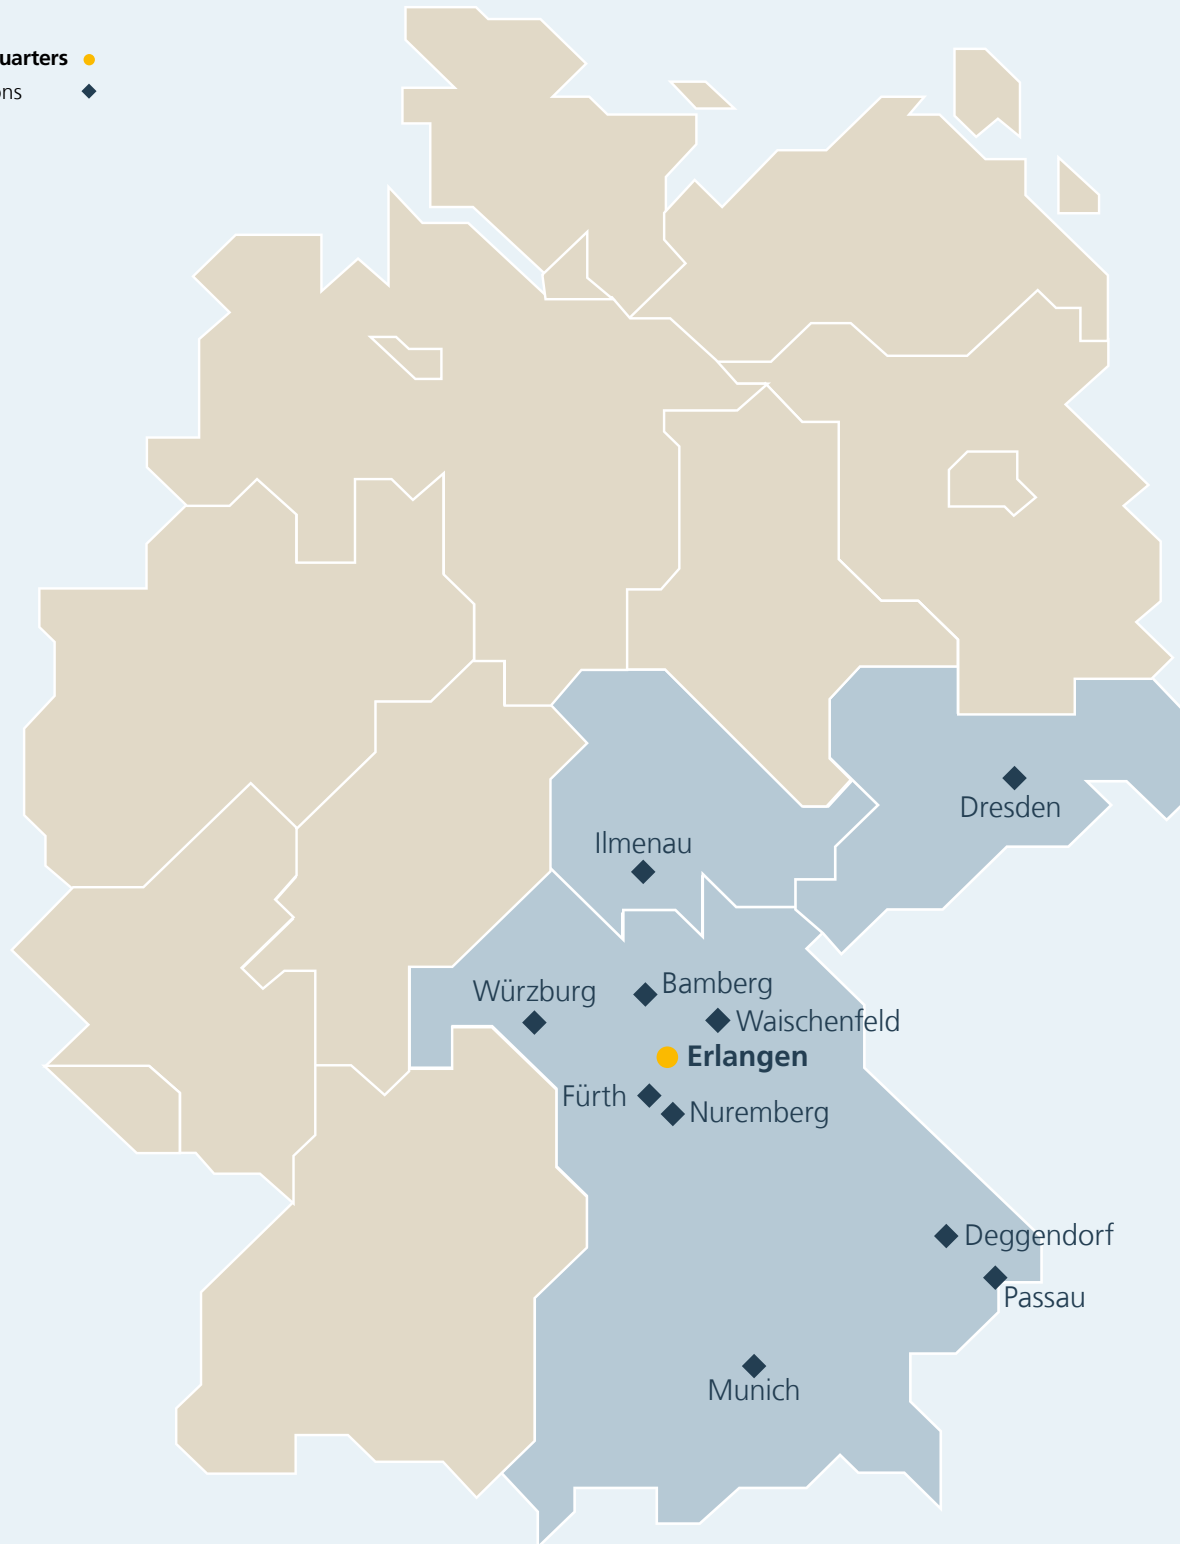 uarters
ns
Dresden
Ilmenau
Würzburg
Bamberg
Waischenfeld
Erlangen
Fürth
Nuremberg
Deggendorf
Passau
Munich